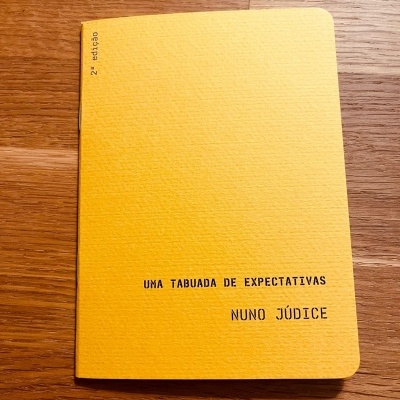 2ª edição
UMA TABUADA DE EXPECTATIVAS
NUNO JÚDICE